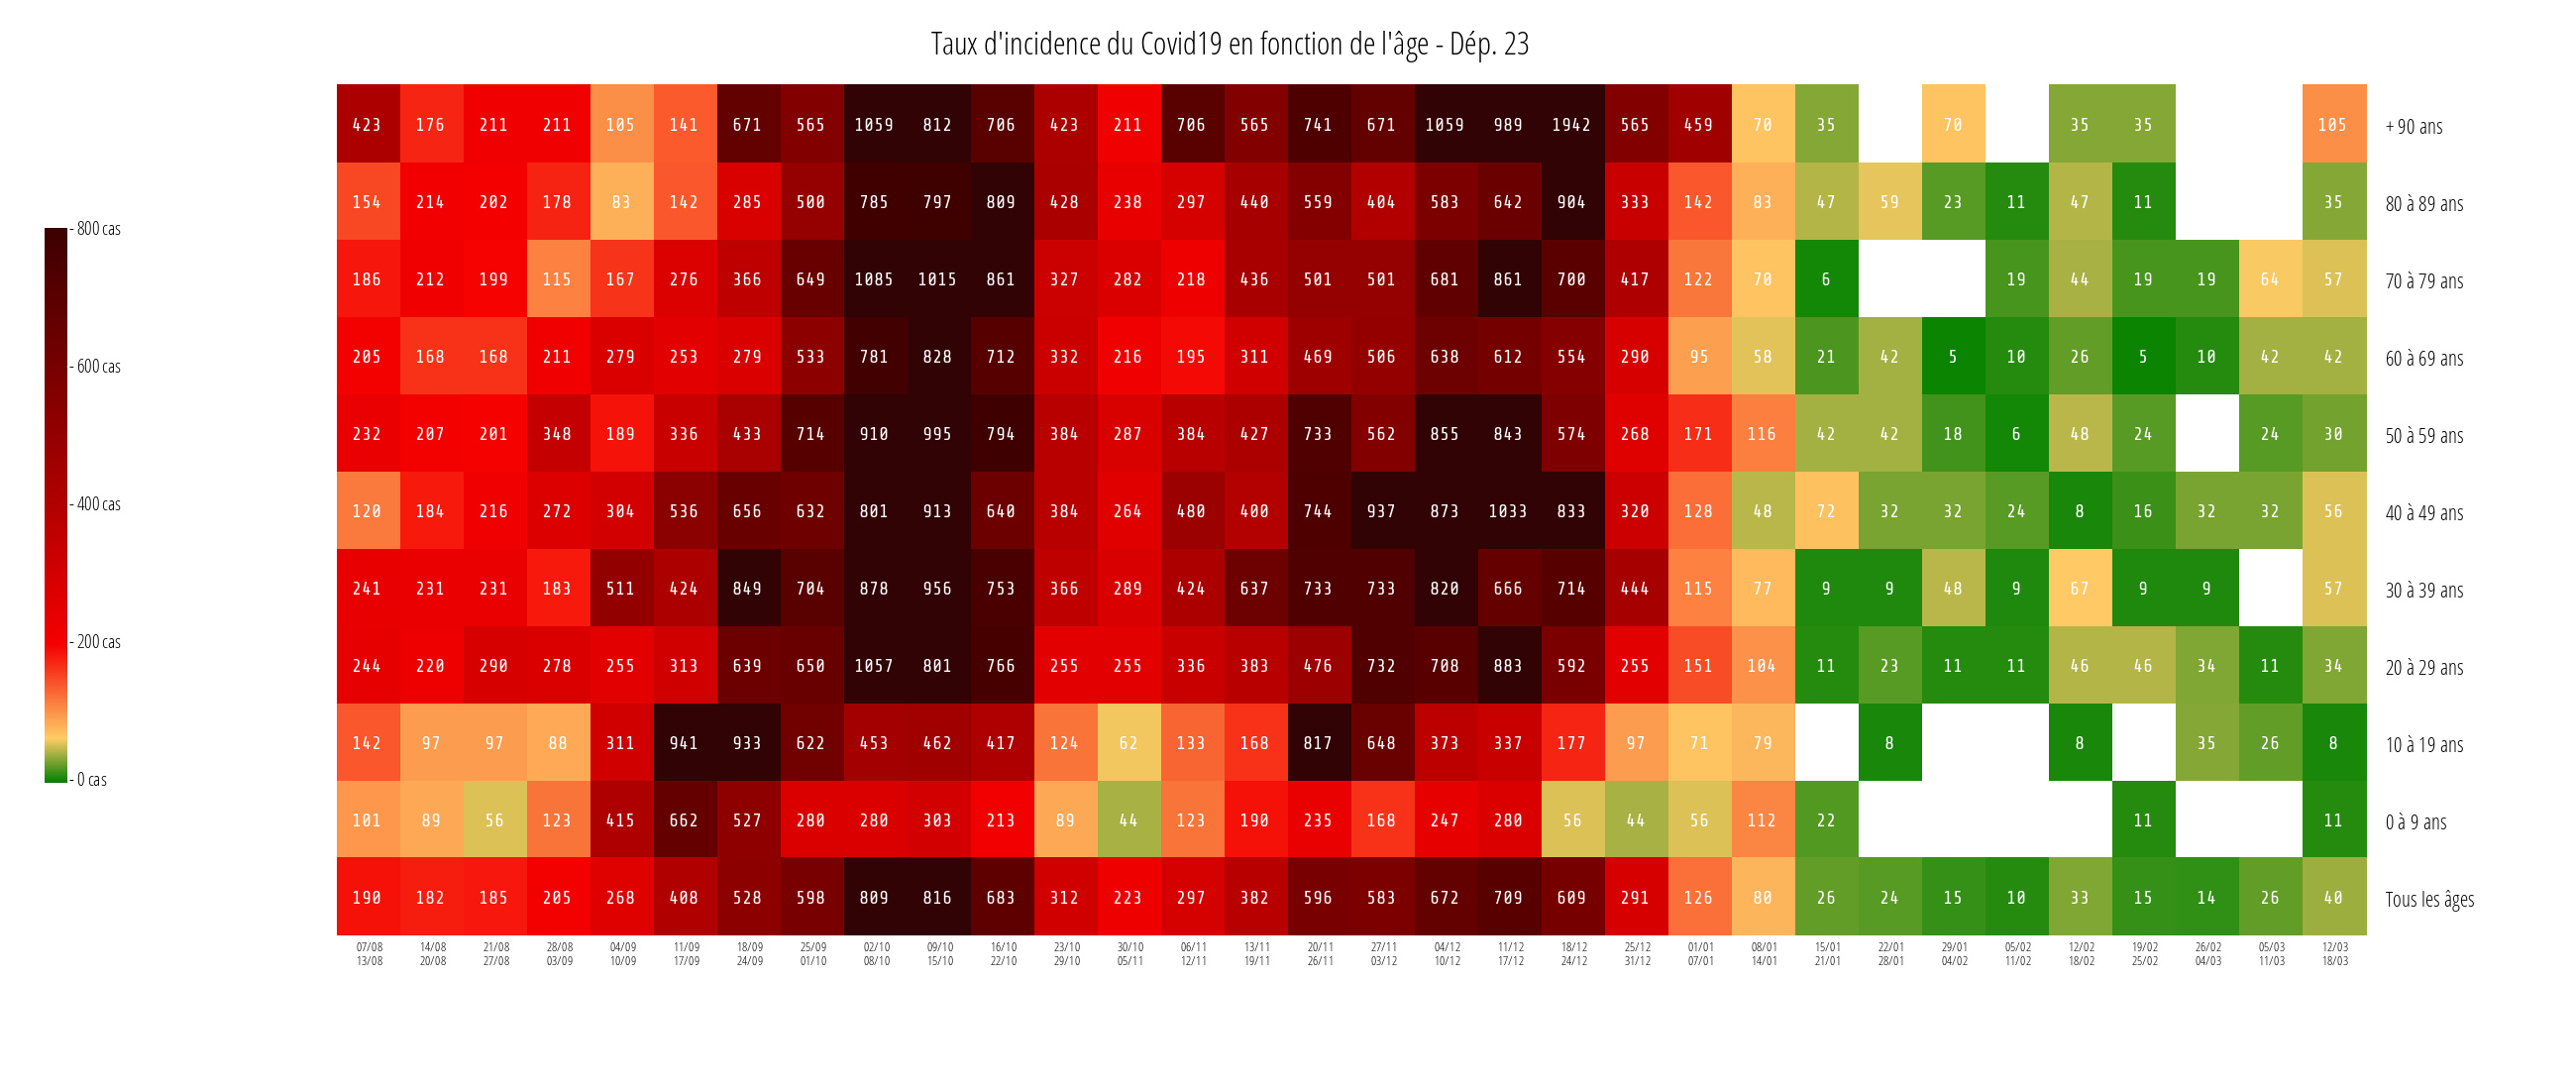 Taux d'incidence du Covid19 en fonction de l'âge - Dép. 23
- 800 cas
- 600 cas
- 400 cas
- 200 cas
- 0 cas
423 176 211 211 105 141 671 565 1059 812 706 423 211 706 565 741 671 1059 989 1942 565 459 70 35 70 35 35 105 + 90 ans
154 214 202 178 83 142 285 500 785 797 809 428 238 297 440 559 404 583 642 904 333 142 83 47 59 23 11 47 11 35 80 à 89 ans
186 212 199 115 167 276 366 649 1085 1015 861 327 282 218 436 501 501 681 861 700 417 122 70 6 19 44 19 19 64 57 70 à 79 ans
205 168 168 211 279 253 279 533 781 828 712 332 216 195 311 469 506 638 612 554 290 95 58 21 42 5 10 26 5 10 42 42 60 à 69 ans
232 207 201 348 189 336 433 714 910 995 794 384 287 384 427 733 562 855 843 574 268 171 116 42 42 18 6 48 24 24 30 50 à 59 ans
120 184 216 272 304 536 656 632 801 913 640 384 264 480 400 744 937 873 1033 833 320 128 48 72 32 32 24 8 16 32 32 56 40 à 49 ans
241 231 231 183 511 424 849 704 878 956 753 366 289 424 637 733 733 820 666 714 444 115 77 9 9 48 9 67 9 9 57 30 à 39 ans
244 220 290 278 255 313 639 650 1057 801 766 255 255 336 383 476 732 708 883 592 255 151 104 11 23 11 11 46 46 34 11 34 20 à 29 ans
142 97 97 88 311 941 933 622 453 462 417 124 62 133 168 817 648 373 337 177 97 71 79 8 8 35 26 8 10 à 19 ans
101 89 56 123 415 662 527 280 280 303 213 89 44 123 190 235 168 247 280 56 44 56 112 22 11 11 0 à 9 ans
190 182 185 205 268 408 528 598 809 816 683 312 223 297 382 596 583 672 709 609 291 126 80 26 24 15 10 33 15 14 26 40 Tous les âges
07/08 14/08 21/08 28/08 04/09 11/09 18/09 25/09 02/10 09/10 16/10 23/10 30/10 06/11 13/11 20/11 27/11 04/12 11/12 18/12 25/12 01/01 08/01 15/01 22/01 29/01 05/02 12/02 19/02 26/02 05/03 12/03
13/08 20/08 27/08 03/09 10/09 17/09 24/09 01/10 08/10 15/10 22/10 29/10 05/11 12/11 19/11 26/11 03/12 10/12 17/12 24/12 31/12 07/01 14/01 21/01 28/01 04/02 11/02 18/02 25/02 04/03 11/03 18/03